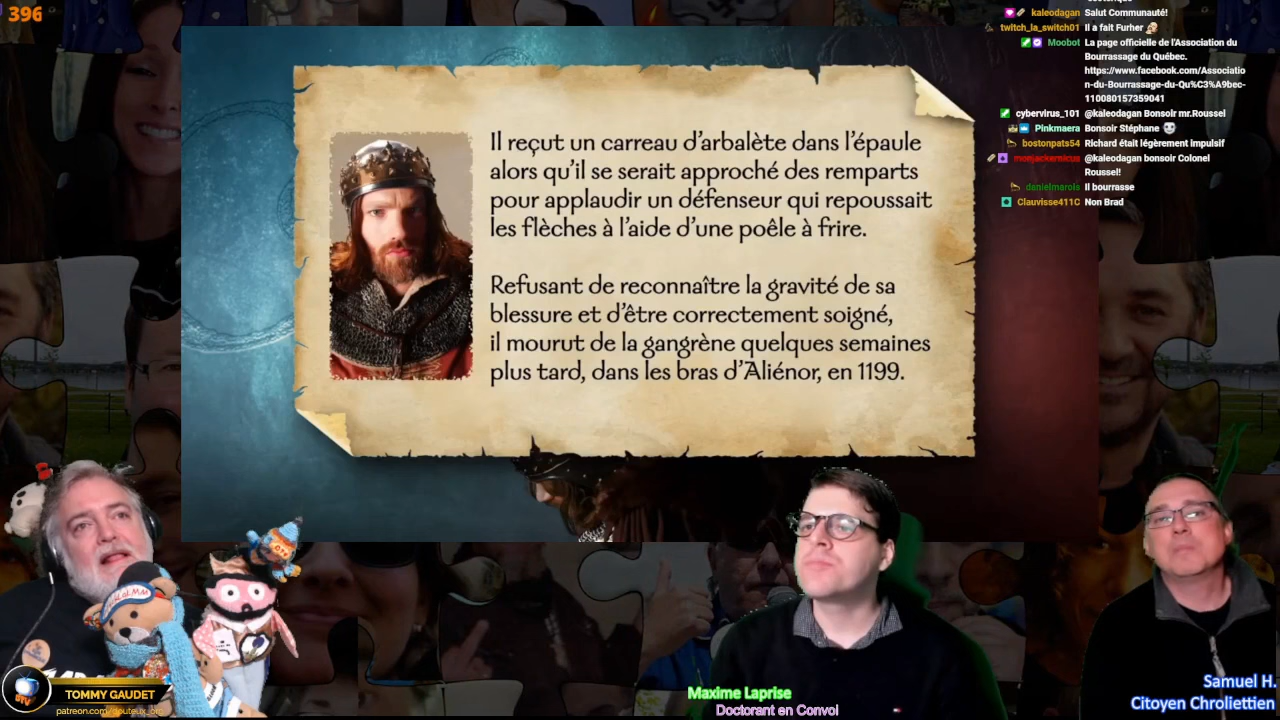 396
kaleodagan Salut Communauté!
twitch_la_switch01 Il a fait Furher
Moobot La page officielle de l'Association du
Bourrassage du Québec.
https://www.facebook.com/Associatio
n-du-Bourrassage-du-Qu%C3%A9bec-
110080157359041
cybervirus_101 @kaleodagan Bonsoir mr.Roussel
Pinkmaera Bonsoir Stéphane
bostonpats54 Richard était légèrement impulsif
@kaleodagan bonsoir Colonel
Roussel!
danielmarois Il bourrasse
Clauvisse411C Non Brad
Il reçut un carreau d'arbalète dans l'épaule
alors qu'il se serait approché des remparts
pour applaudir un défenseur qui repoussait
les flèches à l'aide d'une poêle à frire.
Refusant de reconnaître la gravité de sa
blessure et d'être correctement soigné,
il mourut de la gangrène quelques semaines
plus tard, dans les bras d'Aliénor, en 1199.
TOMMY GAUDET
patreon.com/douteux_org
Maxime Laprise
Doctorant en Convoi
Samuel H.
Citoyen Chroliettien